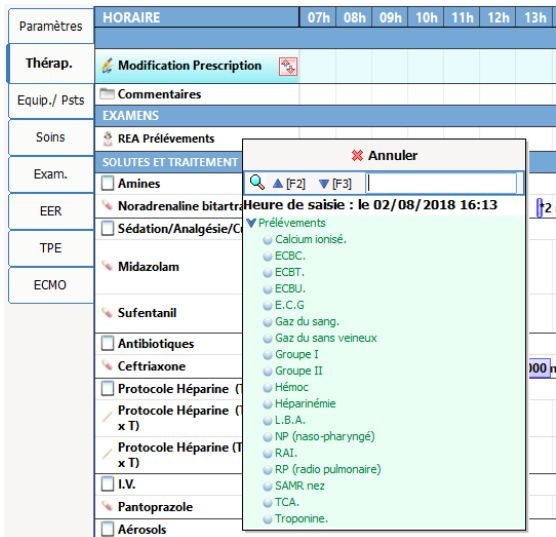 Paramètres
Thérap.
Equip./ Psts
Soins
Exam.
EER
TPE
ECMO
HORAIRE 07h 08h 09h 10h 11h 12h 13h
Modification Prescription
Commentaires
EXAMENS
REA Prélévements
SOLUTES ET TRAITEMENT
Amines
Noradrenaline bitartra
*2
Sédation/Analgésie/C
Midazolam
Sufentanil
Antibiotiques
Ceftriaxone
000 m
Protocole Héparine (T
Protocole Héparine (
x T)
Protocole Héparine (T
x T)
I.V.
Pantoprazole
Aérosols
Annuler
[F2] [F3]
Heure de saisie : le 02/08/2018 16:13
Prélévements
Calcium ionisé.
ECBC.
ECBT.
ECBU.
E.C.G
Gaz du sang.
Gaz du sans veineux
Groupe I
Groupe II
Hémoc
Héparinémie
L.B.A.
NP (naso-pharyngé)
RAI.
RP (radio pulmonaire)
SAMR nez
TCA.
Troponine.